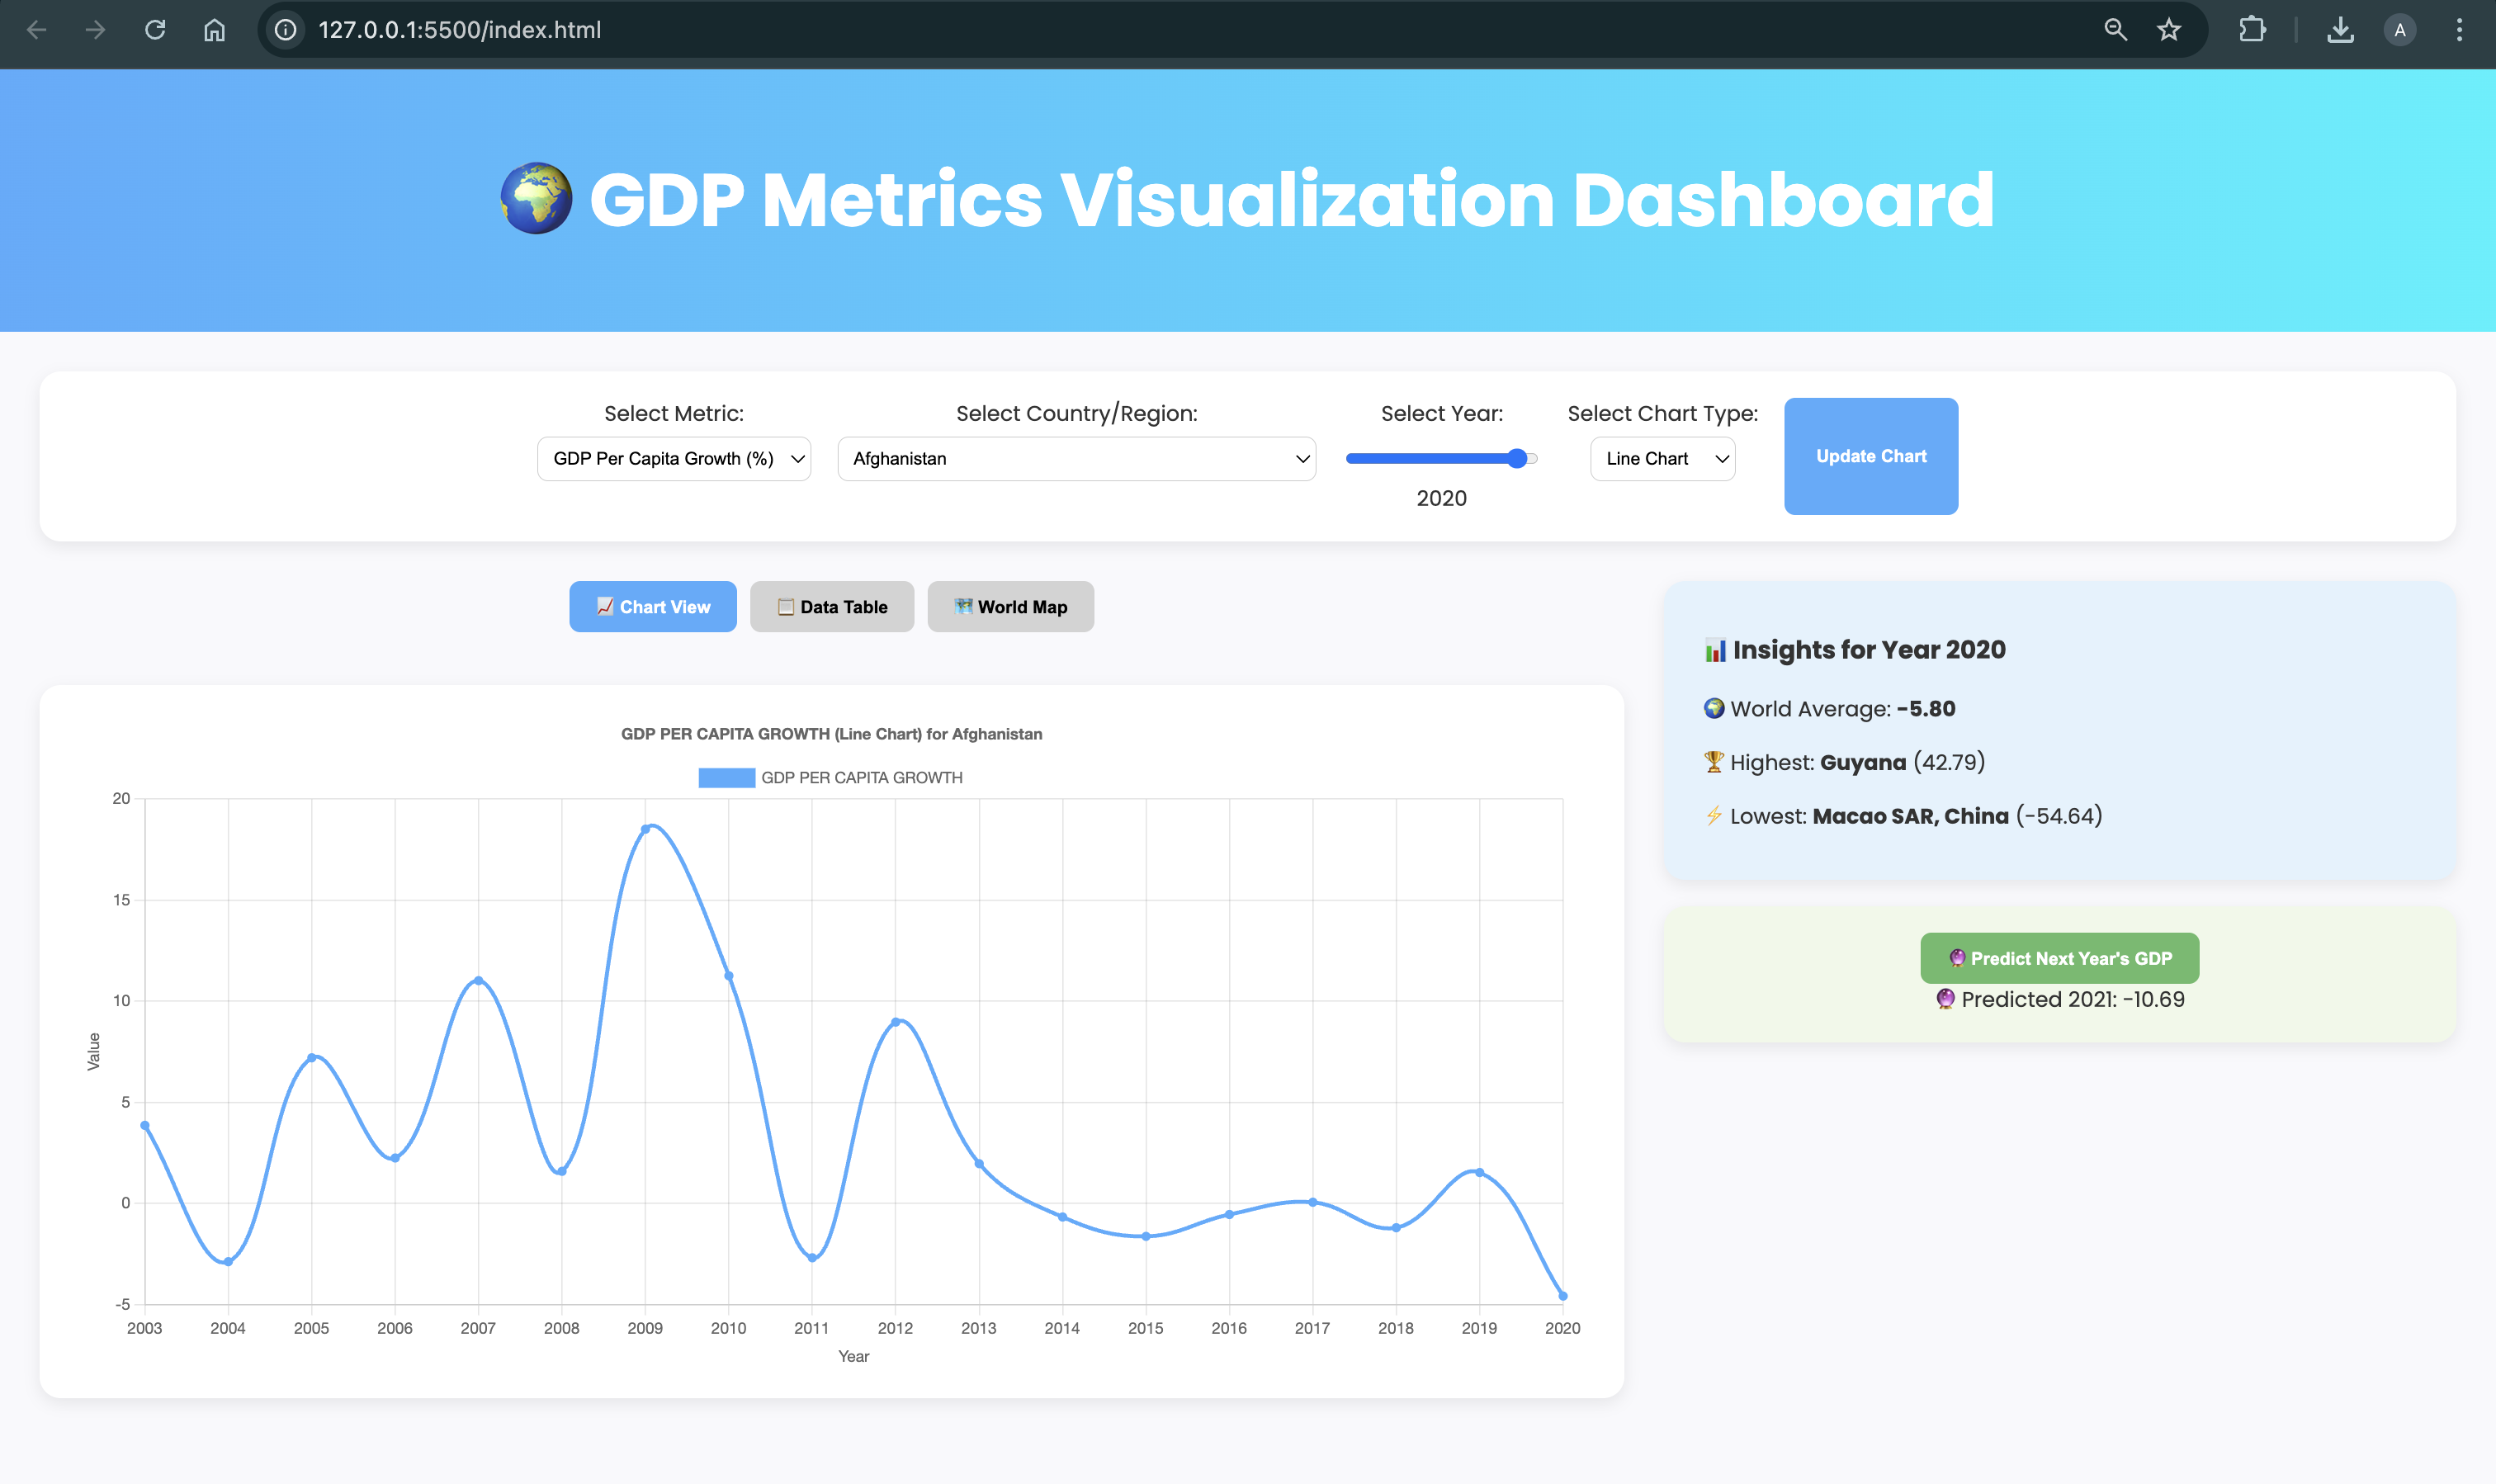 127.0.0.1:5500/index.html
A
GDP Metrics Visualization Dashboard
Select Metric:
GDP Per Capita Growth (%)
Select Country/Region:
Afghanistan
Select Year:
2020
Select Chart Type:
Line Chart
Update Chart
Chart View
Data Table
World Map
GDP PER CAPITA GROWTH (Line Chart) for Afghanistan
GDP PER CAPITA GROWTH
20
15
10
5
0
-5
Value
2003 2004 2005 2006 2007 2008 2009 2010 2011 2012 2013 2014 2015 2016 2017 2018 2019 2020
Year
Insights for Year 2020
World Average: -5.80
Highest: Guyana (42.79)
Lowest: Macao SAR, China (-54.64)
Predict Next Year's GDP
Predicted 2021: -10.69